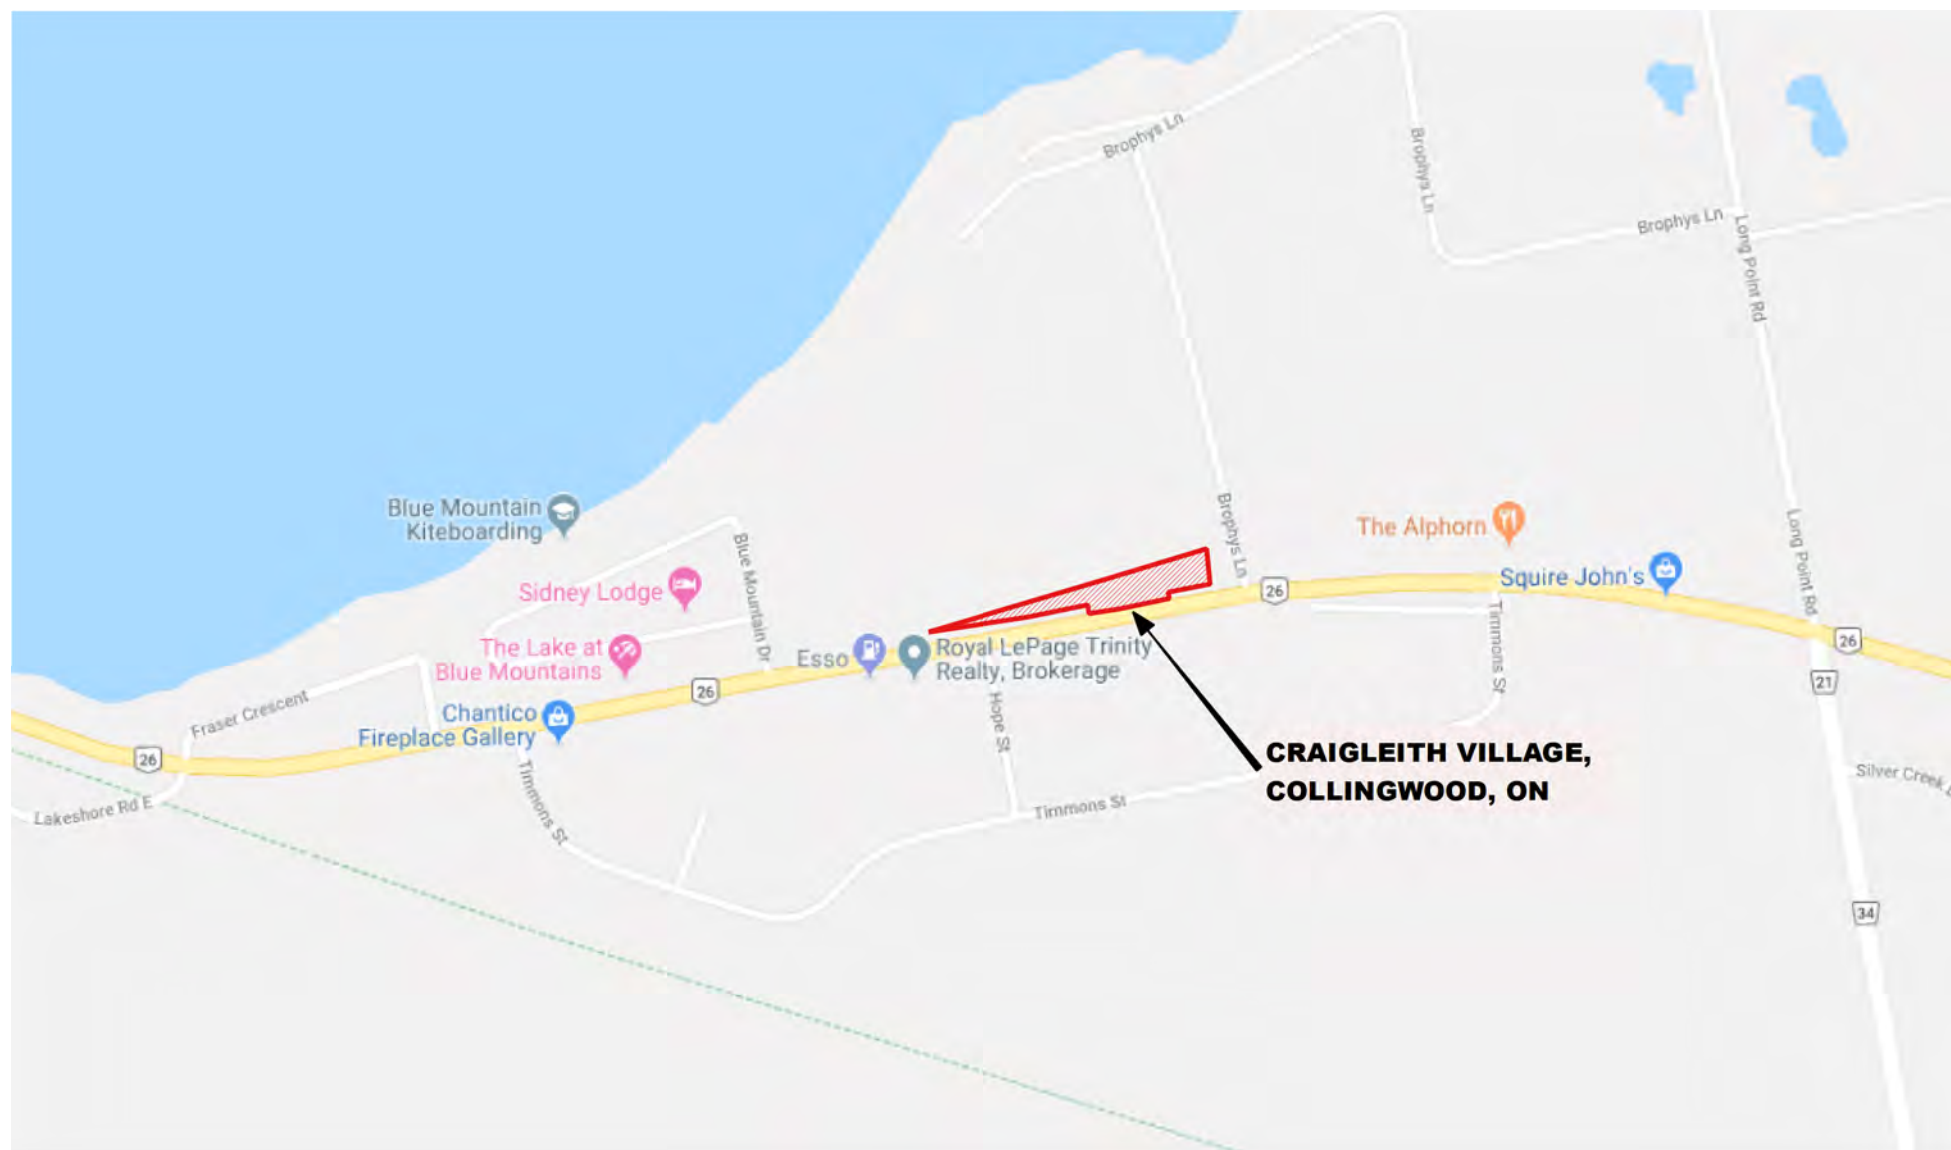 Brophys Ln
Brophys Ln
Brophys Ln
Long Point Rd
Blue Mountain
Kiteboarding
Brophys Ln
Long Point Rd
The Alphorn
Squire John's
Sidney Lodge
Blue Mountain Dr
26
Timmons St
26
The Lake at
Blue Mountains
Esso
Royal LePage Trinity
Realty, Brokerage
26
21
Fraser Crescent
Chantico
Fireplace Gallery
Hope St
26
CRAIGLEITH VILLAGE,
COLLINGWOOD, ON
Silver Creek
Lakeshore Rd E
Timmons St
Timmons St
34